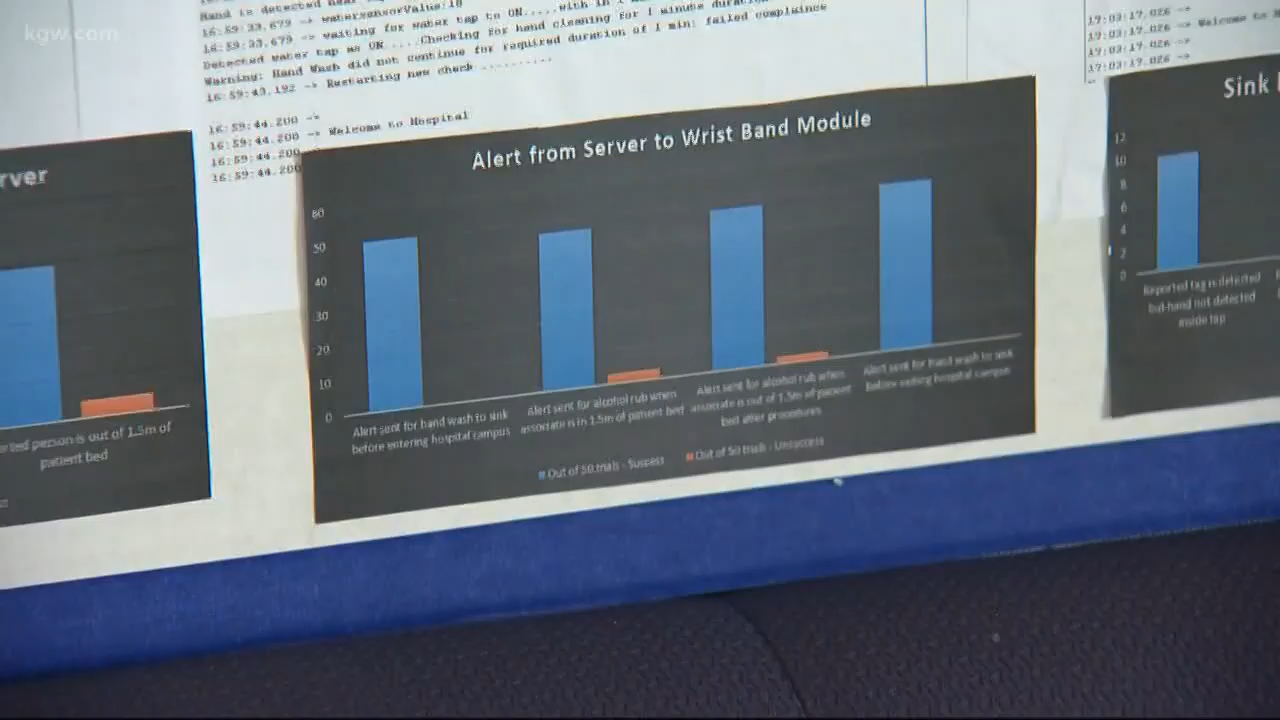 kgw.com
Hand is detected near
16:59:33.679 -> watersensorValue:18
16:59:33.679 -> waiting for water tap to ON.....with in 1
Detected water tap as ON.....Checking for hand cleaning for 1 minute
Warning: Hand Wash did not continue for required duration of 1 min: failed complaince
16:59:43.192 -> Restarting new check ..........
16:59:44.200 ->
16:59:44.200 -> Welcome to Hospital
16:59:44.200
16:59:44.200
17:03:17.026 ->
17:03:17.026 -> Welcome to
17:03:17.026 ->
17:03:17.026 ->
rver
rted person is out of 1.5m of
patient bed
Alert from Server to Wrist Band Module
60
50
40
30
20
10
0
Alert sent for hand wash to sink
before entering hospital campus
Alert sent for alcohol rub when
associate is in 1.5m of patient bed
Alert sent for alcohol rub when
associate is out of 1.5m of patient
bed after procedures
Alert sent for hand wash to sink
before entering hospital campus
Out of 50 trials - Success
Out of 50 trials - Unsuccess
Sink
12
10
8
6
4
2
0
Reported tag is detected
but hand not detected
inside tap